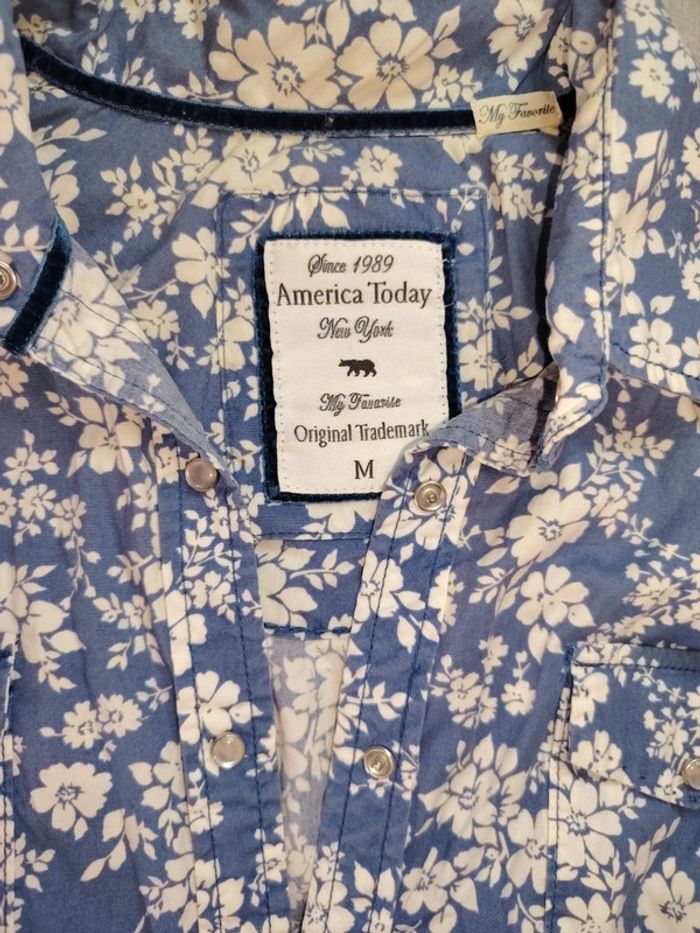 My Favorite
Since 1989
America Today
New York
My Favorite
Original Trademark
M